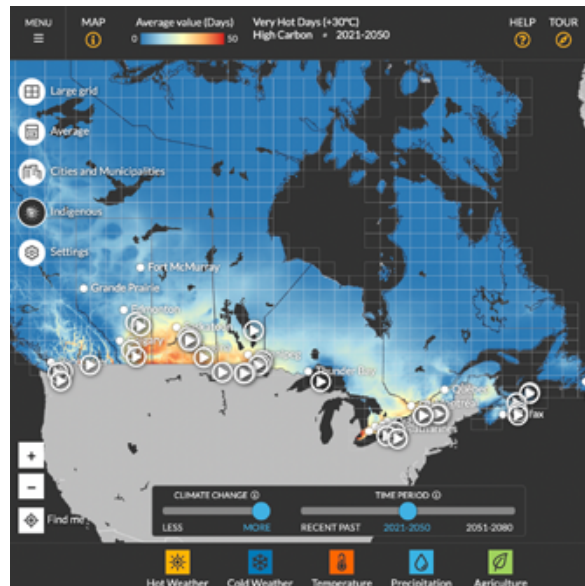 MENU
MAP
Average value (Days)
0 50
Very Hot Days (+30°C)
High Carbon • 2021-2050
HELP
TOUR
Large grid
Average
Cities and Municipalities
Indigenous
Settings
Fort McMurray
Grande Prairie
Thunder Bay
+
−
Find me
CLIMATE CHANGE
LESS MORE
TIME PERIOD
RECENT PAST 2021-2050 2051-2080
Hot Weather
Cold Weather
Temperature
Precipitation
Agriculture